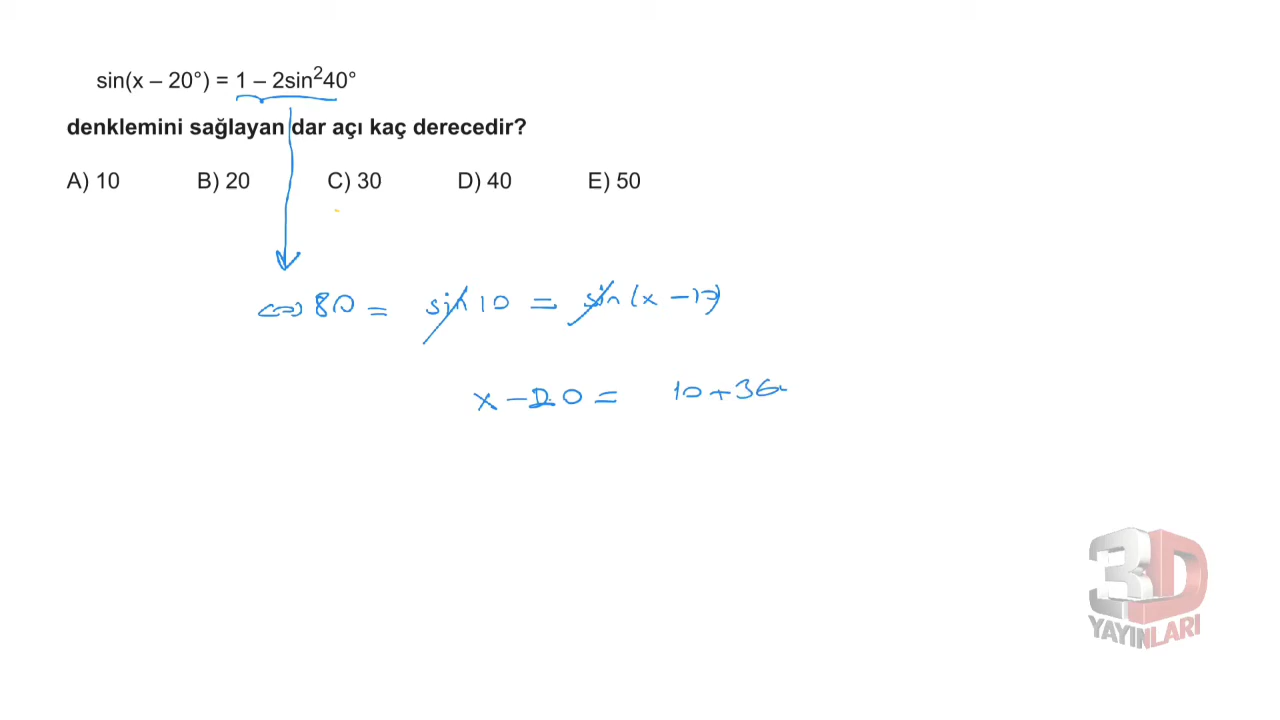 sin(x – 20°) = 1 – 2sin²40°
denklemini sağlayan dar açı kaç derecedir?
A) 10 B) 20 C) 30 D) 40 E) 50
cos 80 = sin 10 = sin(x –
x – 20 = 10 + 36
3D
YAYINLARI